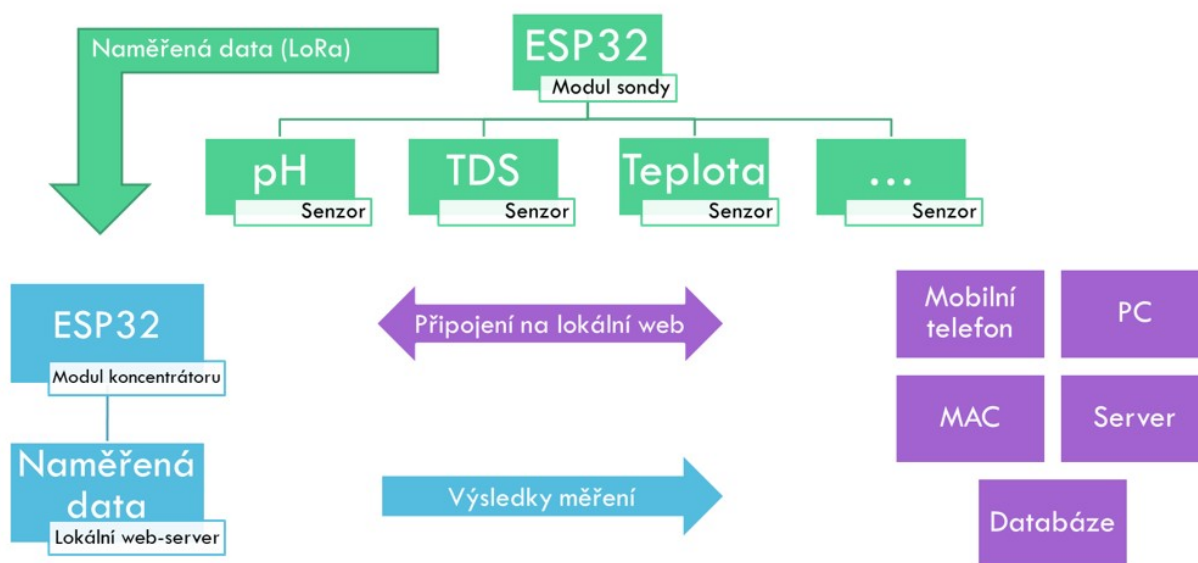 Naměřená data (LoRa)
ESP32
Modul sondy
pH
Senzor
TDS
Senzor
Teplota
Senzor
...
Senzor
ESP32
Modul koncentrátoru
Připojení na lokální web
Mobilní
telefon
PC
MAC
Server
Naměřená
data
Lokální web-server
Výsledky měření
Databáze